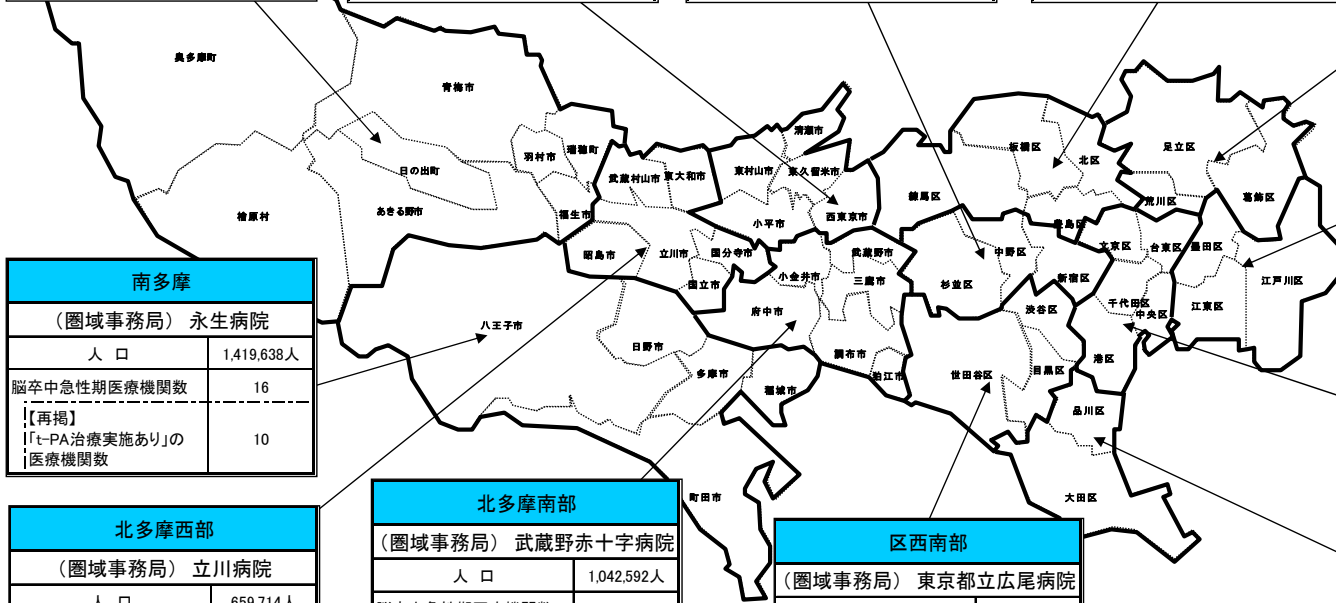 奥多摩町
青梅市
日の出町
羽村市
瑞穂町
あきる野市
福生市
檜原村
武蔵村山市
東大和市
東村山市
清瀬市
東久留米市
小平市
西東京市
昭島市
立川市
国分寺市
国立市
小金井市
武蔵野市
三鷹市
府中市
調布市
狛江市
八王子市
日野市
多摩市
稲城市
町田市
練馬区
板橋区
北区
足立区
葛飾区
荒川区
豊島区
文京区
台東区
墨田区
江戸川区
江東区
中野区
杉並区
新宿区
千代田区
中央区
渋谷区
港区
世田谷区
目黒区
品川区
大田区
南多摩
(圏域事務局) 永生病院
人 口 1,419,638人
脳卒中急性期医療機関数 16
【再掲】
「t-PA治療実施あり」の 10
医療機関数
北多摩西部
(圏域事務局) 立川病院
人 口 659,714人
北多摩南部
(圏域事務局) 武蔵野赤十字病院
人 口 1,042,592人
区西南部
(圏域事務局) 東京都立広尾病院